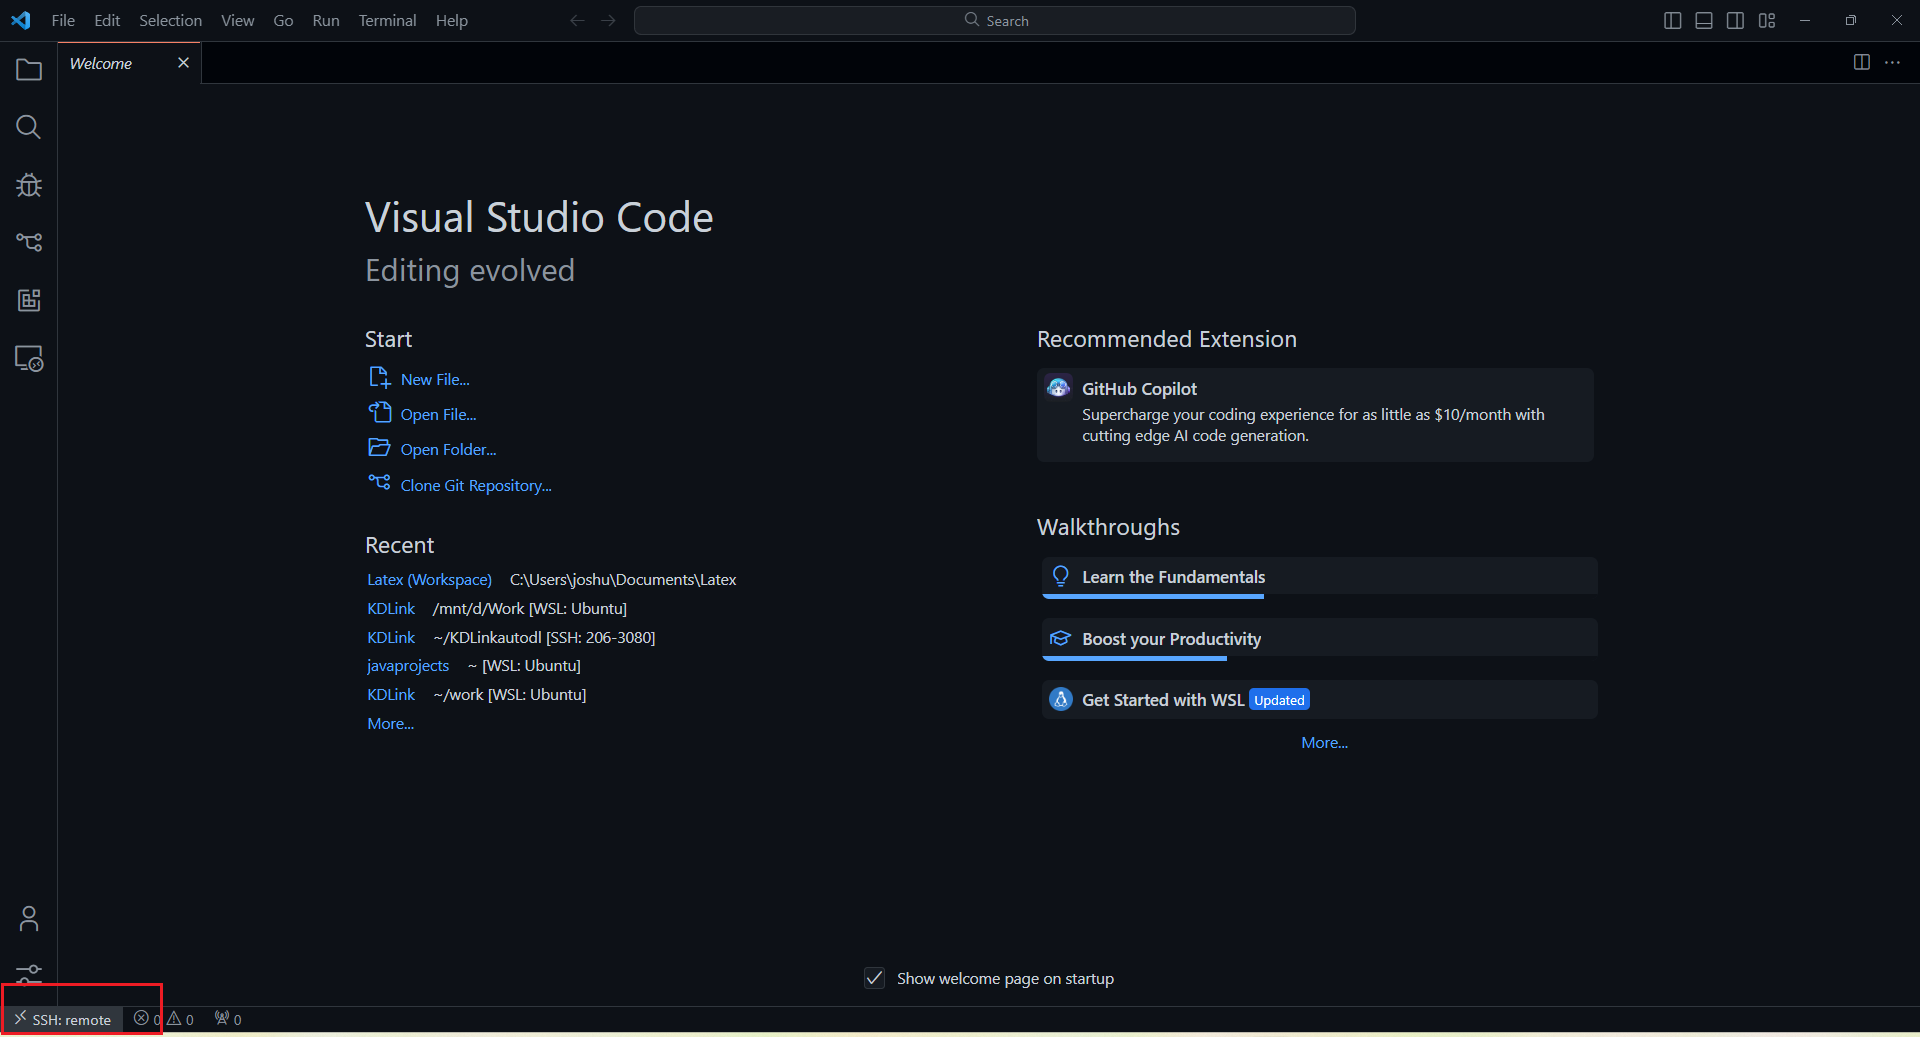 File Edit Selection View Go Run Terminal Help
Search
Welcome
Visual Studio Code
Editing evolved
Start
New File...
Open File...
Open Folder...
Clone Git Repository...
Recent
Latex (Workspace) C:\Users\joshu\Documents\Latex
KDLink /mnt/d/Work [WSL: Ubuntu]
KDLink ~/KDLinkautodl [SSH: 206-3080]
javaprojects ~ [WSL: Ubuntu]
KDLink ~/work [WSL: Ubuntu]
More...
Recommended Extension
GitHub Copilot
Supercharge your coding experience for as little as $10/month with
cutting edge AI code generation.
Walkthroughs
Learn the Fundamentals
Boost your Productivity
Get Started with WSL Updated
More...
Show welcome page on startup
SSH: remote 0 0 0